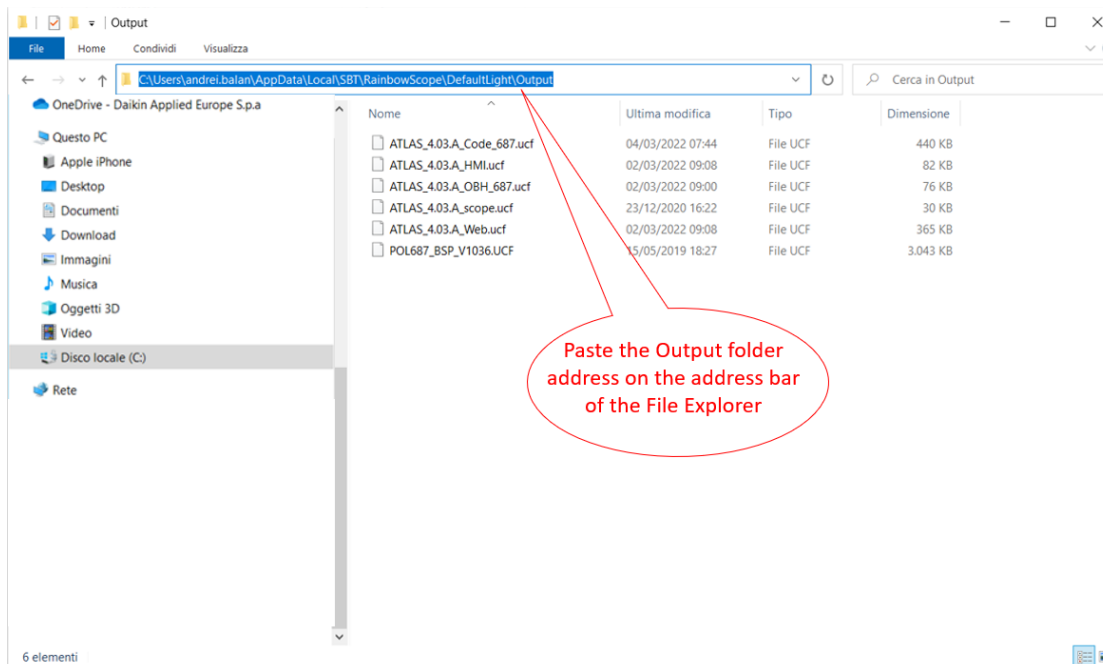 Output
File Home Condividi Visualizza
C:\Users\andrei.balan\AppData\Local\SBT\RainbowScope\DefaultLight\Output
Cerca in Output
OneDrive - Daikin Applied Europe S.p.a
Questo PC
Apple iPhone
Desktop
Documenti
Download
Immagini
Musica
Oggetti 3D
Video
Disco locale (C:)
Rete
Nome Ultima modifica Tipo Dimensione
ATLAS_4.03.A_Code_687.ucf 04/03/2022 07:44 File UCF 440 KB
ATLAS_4.03.A_HMI.ucf 02/03/2022 09:08 File UCF 82 KB
ATLAS_4.03.A_OBH_687.ucf 02/03/2022 09:00 File UCF 76 KB
ATLAS_4.03.A_scope.ucf 23/12/2020 16:22 File UCF 30 KB
ATLAS_4.03.A_Web.ucf 02/03/2022 09:08 File UCF 365 KB
POL687_BSP_V1036.UCF 15/05/2019 18:27 File UCF 3.043 KB
Paste the Output folder
address on the address bar
of the File Explorer
6 elementi